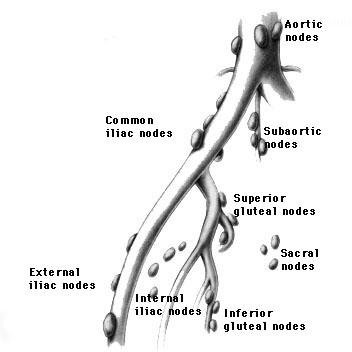 Aortic
nodes
Common
iliac nodes
Subaortic
nodes
Superior
gluteal nodes
Sacral
nodes
External
iliac nodes
Internal
iliac nodes
Inferior
gluteal nodes